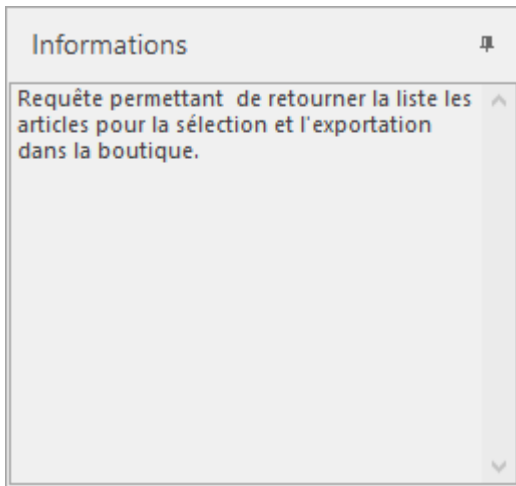 Informations
Requête permettant  de retourner la liste les
articles pour la sélection et l'exportation
dans la boutique.